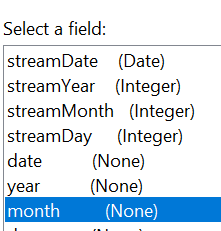 Select a field:
streamDate (Date)
streamYear (Integer)
streamMonth (Integer)
streamDay (Integer)
date (None)
year (None)
month (None)